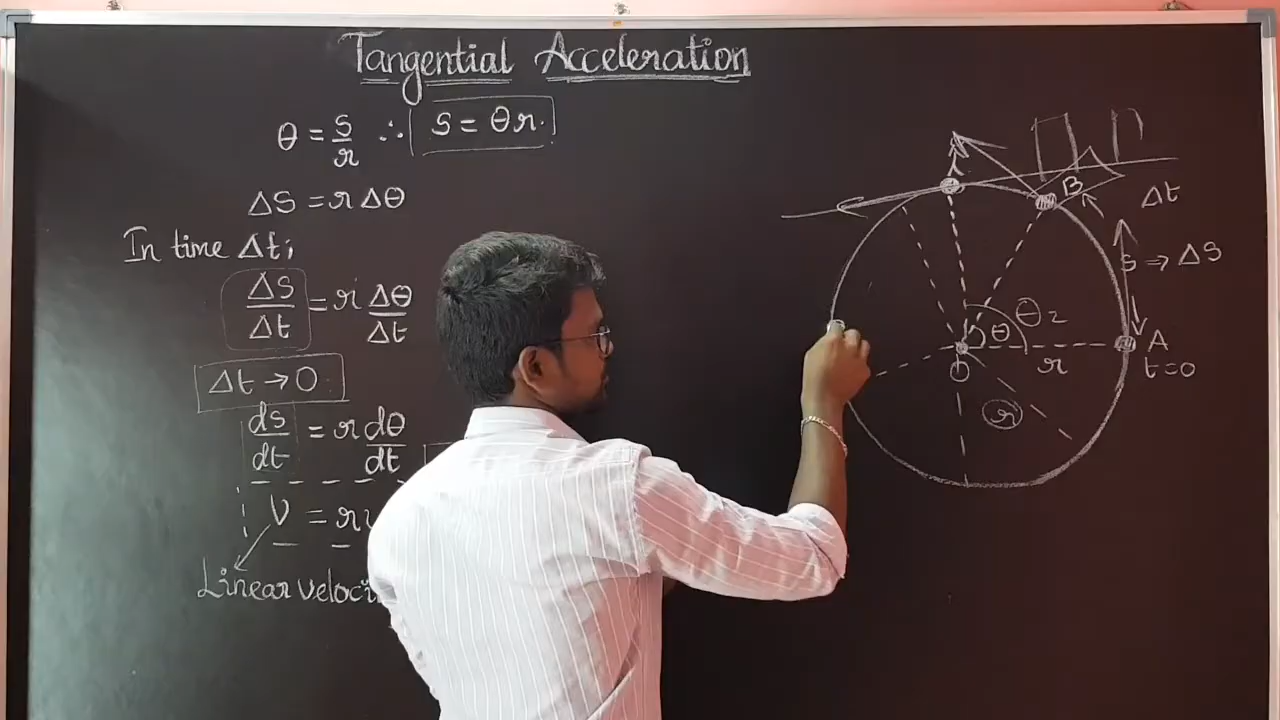 Tangential Acceleration
θ = s/r ∴ s = θr.
ΔS = r Δθ
In time Δt,
ΔS/Δt = r Δθ/Δt
Δt → 0
ds/dt = r dθ/dt
V = r
Linear
B
Δt
s ⇒ ΔS
θ θ2
A
O r t=0
r